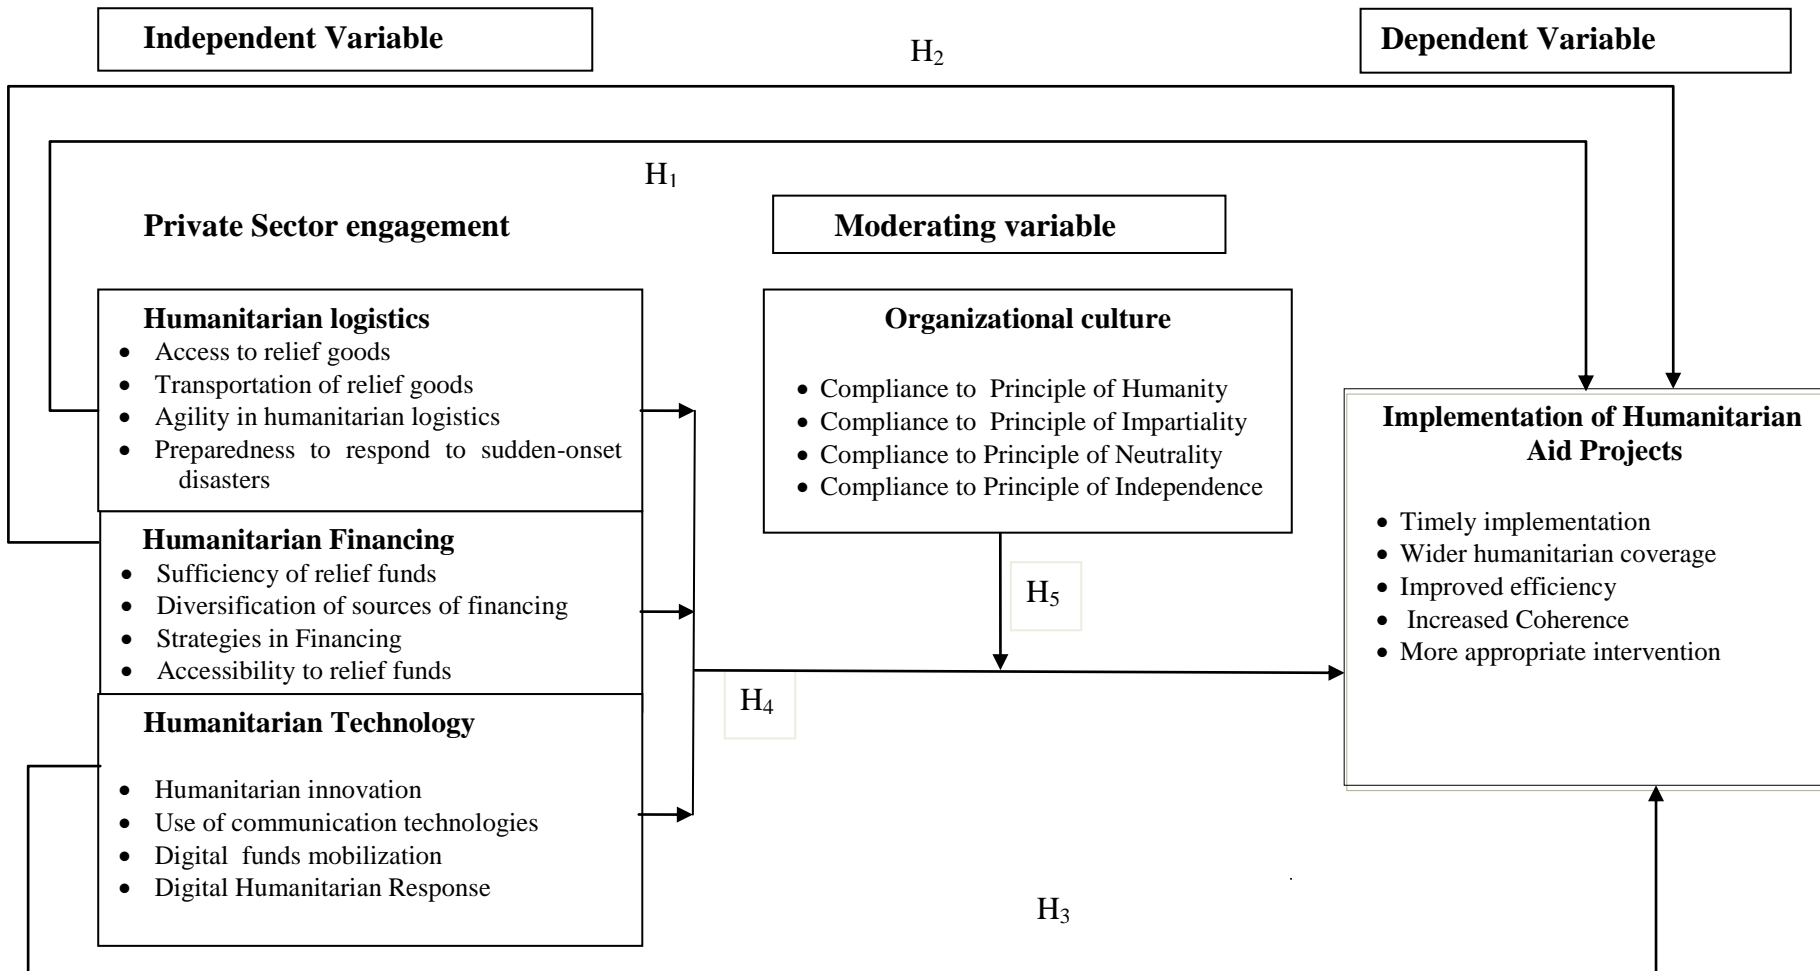 Independent Variable
H₂
Dependent Variable
H₁
Private Sector engagement
Moderating variable
Humanitarian logistics
• Access to relief goods
• Transportation of relief goods
• Agility in humanitarian logistics
• Preparedness to respond to sudden-onset
disasters
Humanitarian Financing
• Sufficiency of relief funds
• Diversification of sources of financing
• Strategies in Financing
• Accessibility to relief funds
Humanitarian Technology
• Humanitarian innovation
• Use of communication technologies
• Digital funds mobilization
• Digital Humanitarian Response
Organizational culture
• Compliance to Principle of Humanity
• Compliance to Principle of Impartiality
• Compliance to Principle of Neutrality
• Compliance to Principle of Independence
H₅
H₄
H₃
Implementation of Humanitarian
Aid Projects
• Timely implementation
• Wider humanitarian coverage
• Improved efficiency
• Increased Coherence
• More appropriate intervention